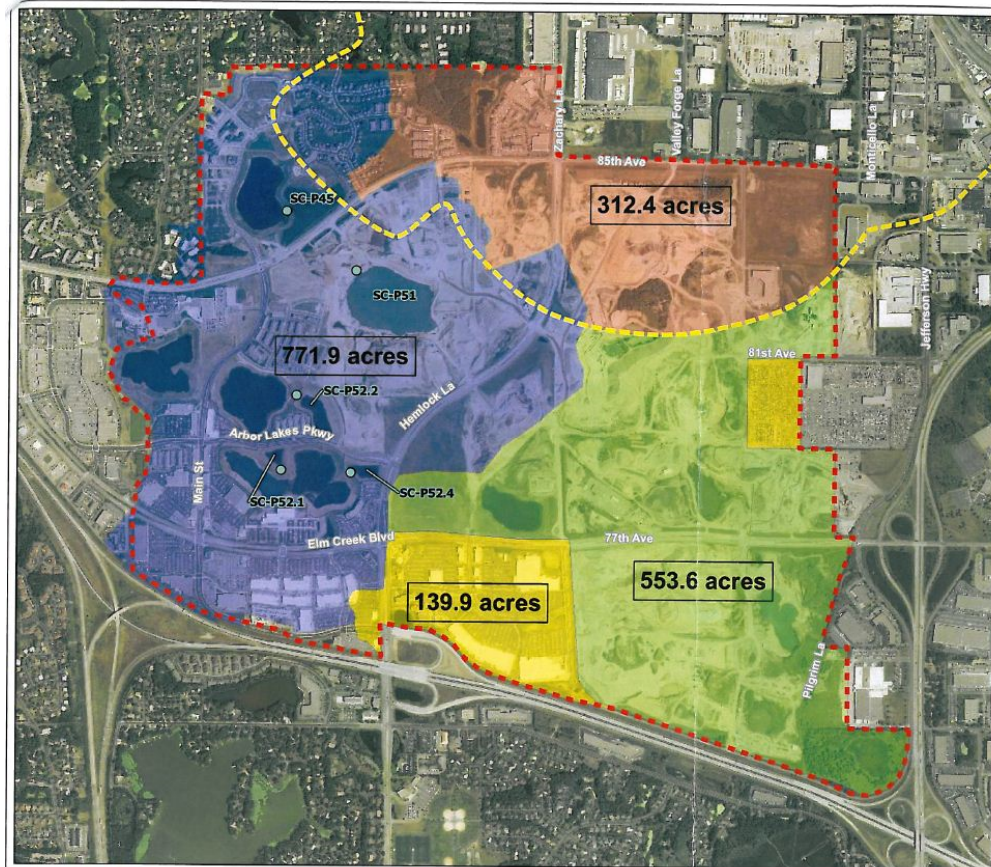 Zachary La
Valley Forge La
Monticello La
85th Ave
312.4 acres
SC-P45
SC-P51
Jefferson Hwy
771.9 acres
81st Ave
SC-P52.2
Hemlock La
Arbor Lakes Pkwy
Main St
SC-P52.1
SC-P52.4
Elm Creek Blvd
77th Ave
139.9 acres
553.6 acres
Pilgrim La